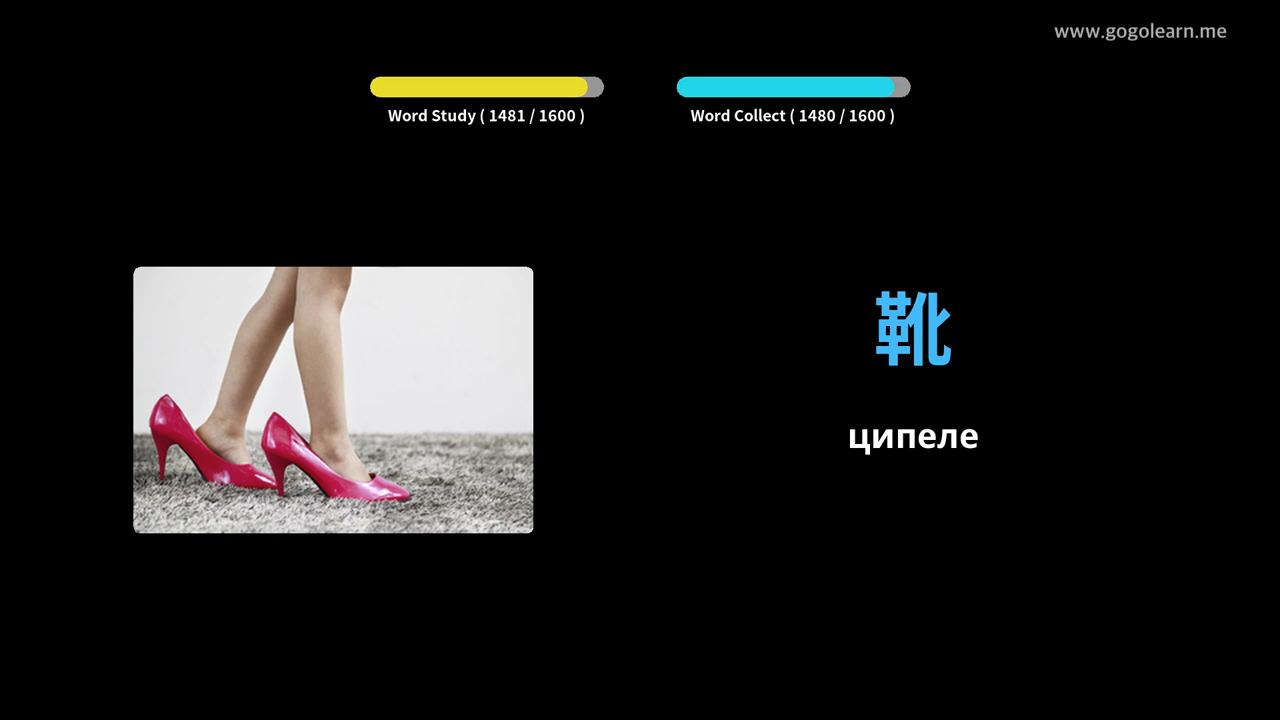 www.gogolearn.me
Word Study ( 1481 / 1600 )
Word Collect ( 1480 / 1600 )
靴
ципеле